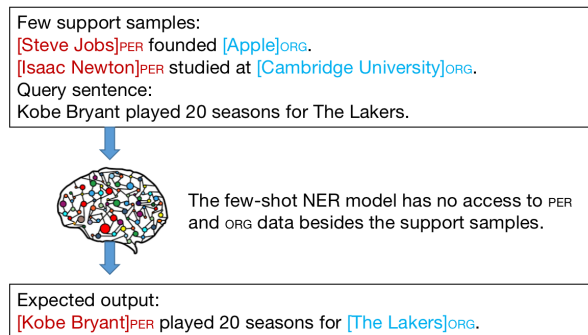 Few support samples:
[Steve Jobs]PER founded [Apple]ORG.
[Isaac Newton]PER studied at [Cambridge University]ORG.
Query sentence:
Kobe Bryant played 20 seasons for The Lakers.
The few-shot NER model has no access to PER
and ORG data besides the support samples.
Expected output:
[Kobe Bryant]PER played 20 seasons for [The Lakers]ORG.